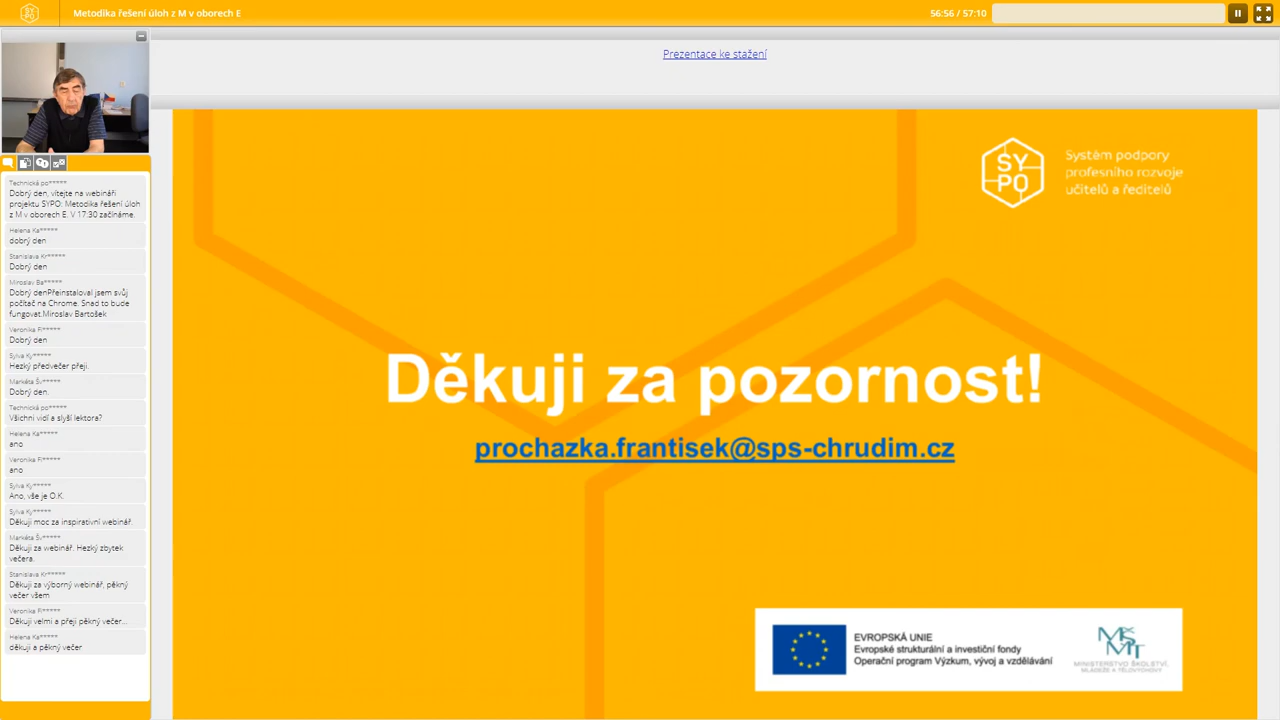 Metodika řešení úloh z M v oborech E
56:56 / 57:10
Prezentace ke stažení
Technická po*****
Dobrý den, vítejte na webináři
projektu SYPO: Metodika řešení úloh
z M v oborech E. V 17:30 začínáme.
Helena Ka*****
dobrý den
Stanislava Kr*****
Dobrý den
Miroslav Ba*****
Dobrý denPřeinstaloval jsem svůj
počítač na Chrome. Snad to bude
fungovat.Miroslav Bartošek
Veronika Fi*****
Dobrý den
Sylva Ky*****
Hezký předvečer přeji.
Markéta Šv*****
Dobrý den.
Technická po*****
Všichni vidí a slyší lektora?
Helena Ka*****
ano
Veronika Fi*****
ano
Sylva Ky*****
Ano, vše je O.K.
Sylva Ky*****
Děkuji moc za inspirativní webinář.
Markéta Šv*****
Děkuji za webinář. Hezký zbytek
večera.
Stanislava Kr*****
Děkuji za výborný webinář, pěkný
večer všem
Veronika Fi*****
Děkuji velmi a přeji pěkný večer...
Helena Ka*****
děkuji a pěkný večer
SY
PO
Systém podpory
profesního rozvoje
učitelů a ředitelů
Děkuji za pozornost!
prochazka.frantisek@sps-chrudim.cz
EVROPSKÁ UNIE
Evropské strukturální a investiční fondy
Operační program Výzkum, vývoj a vzdělávání
MŠMT
MINISTERSTVO ŠKOLSTVÍ,
MLÁDEŽE A TĚLOVÝCHOVY